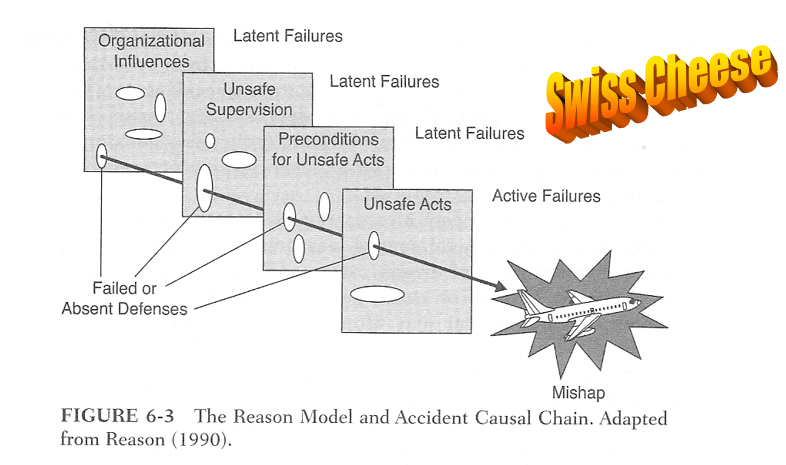 Organizational
Influences
Latent Failures
Unsafe
Supervision
Latent Failures
Preconditions
for Unsafe Acts
Latent Failures
Unsafe Acts
Active Failures
Swiss Cheese
Failed or
Absent Defenses
Mishap
FIGURE 6-3 The Reason Model and Accident Causal Chain. Adapted
from Reason (1990).